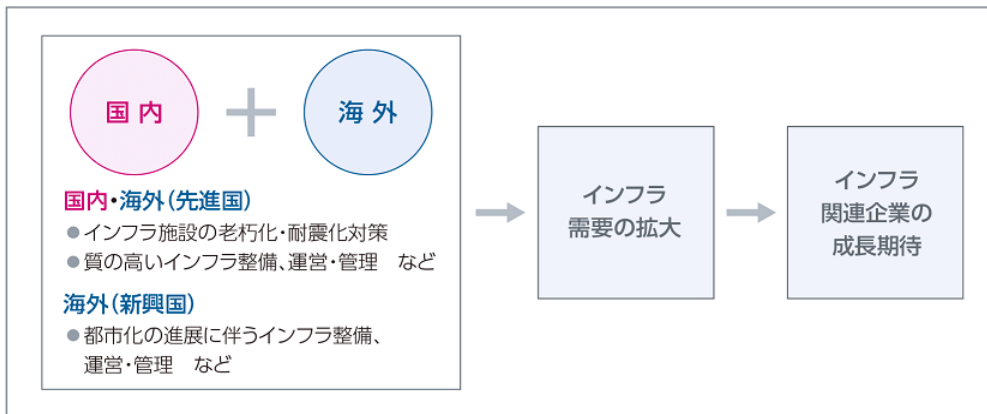 国内
＋
海外
国内・海外(先進国)
●インフラ施設の老朽化・耐震化対策
●質の高いインフラ整備、運営・管理　など
海外(新興国)
●都市化の進展に伴うインフラ整備、
運営・管理　など
インフラ
需要の拡大
インフラ
関連企業の
成長期待